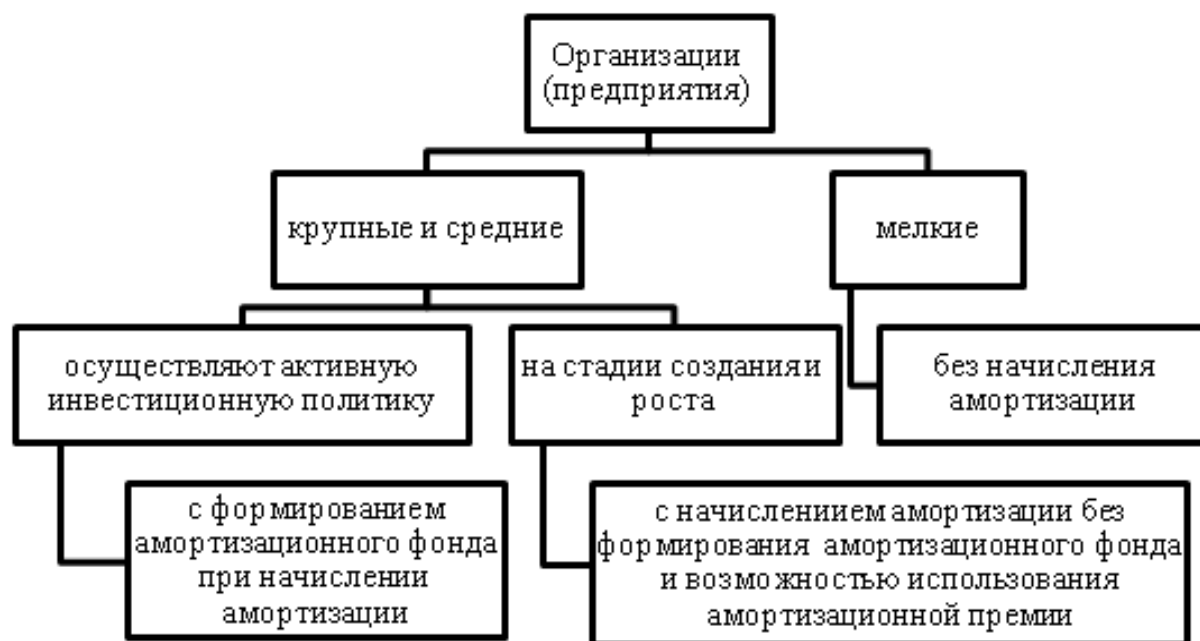 Организации
(предприятия)
крупные и средние
мелкие
осуществляют активную
инвестиционную политику
на стадии создания и
роста
без начисления
амортизации
с формированием
амортизационного фонда
при начислении
амортизации
с начислениием амортизации без
формирования амортизационного фонда
и возможностью использования
амортизационной премии